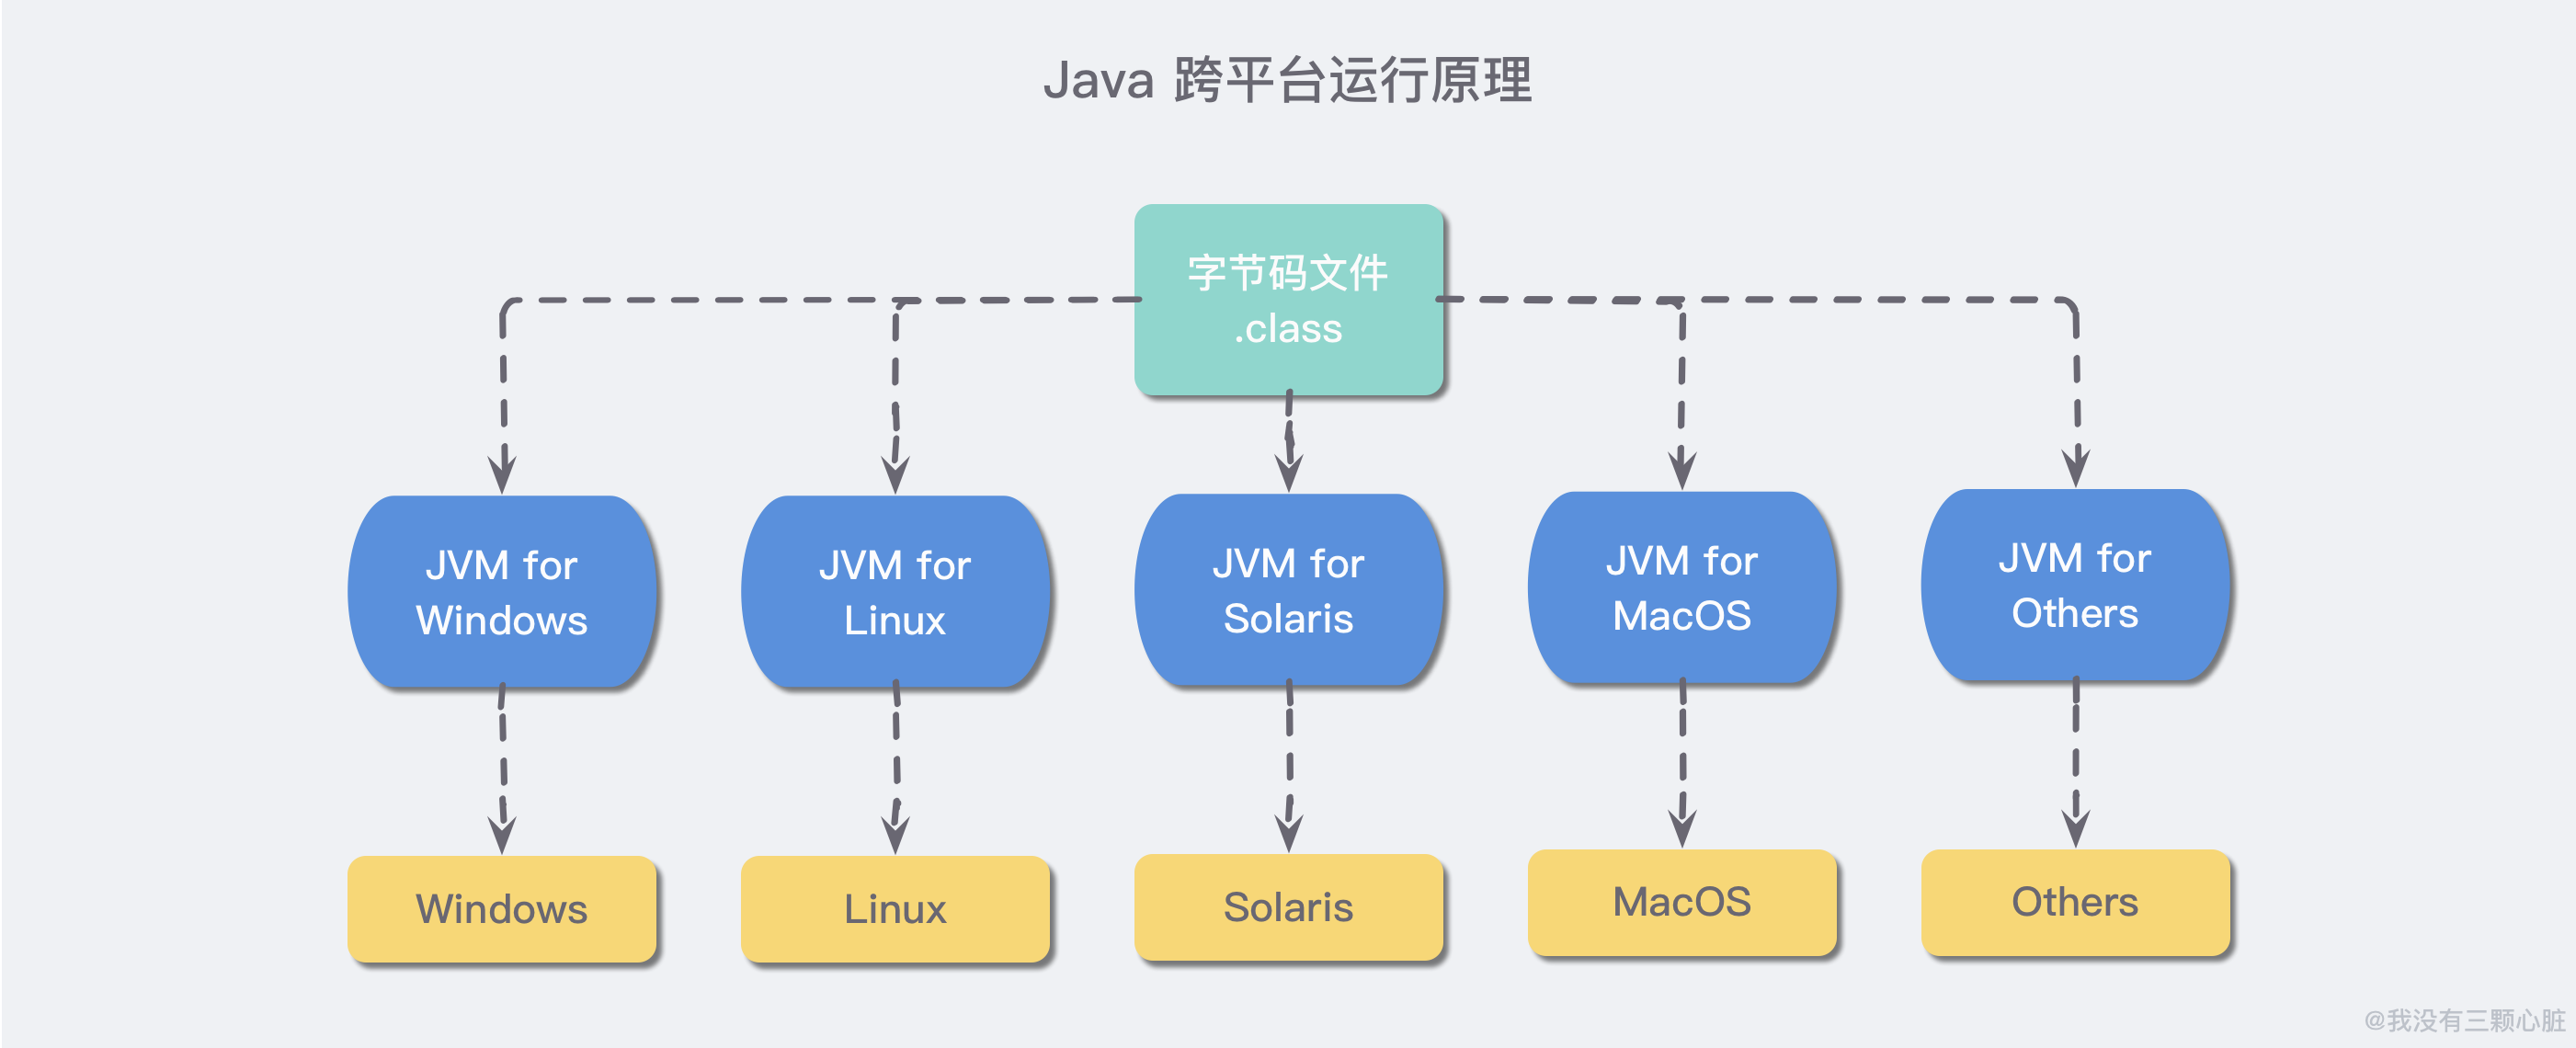 Java 跨平台运行原理
字节码文件
.class
JVM for
Windows
JVM for
Linux
JVM for
Solaris
JVM for
MacOS
JVM for
Others
Windows
Linux
Solaris
MacOS
Others
@我没有三颗心脏